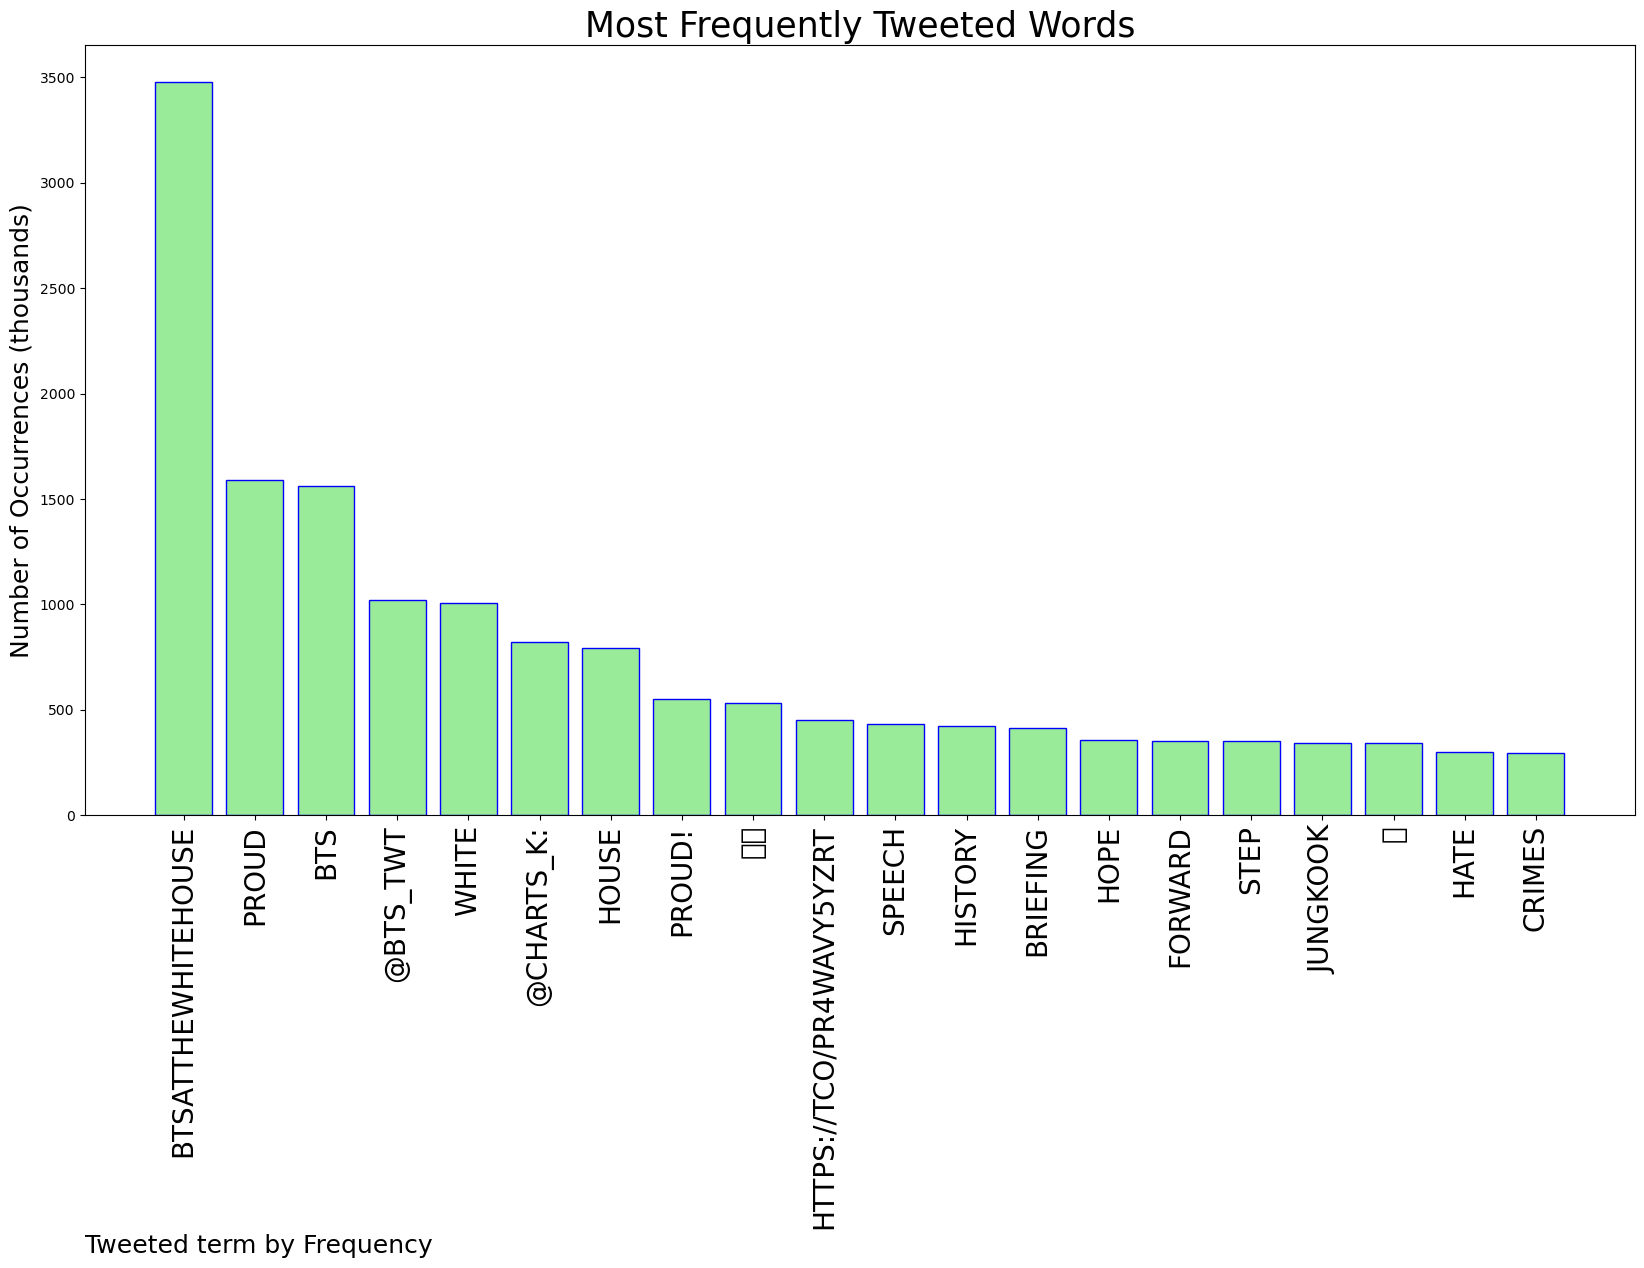 Most Frequently Tweeted Words
Number of Occurrences (thousands)
3500
3000
2500
2000
1500
1000
500
0
BTSATTHEWHITEHOUSE
PROUD
BTS
@BTS_TWT
WHITE
@CHARTS_K:
HOUSE
PROUD!
HTTPS://TCO/PR4WAVY5YZRT
SPEECH
HISTORY
BRIEFING
HOPE
FORWARD
STEP
JUNGKOOK
HATE
CRIMES
Tweeted term by Frequency